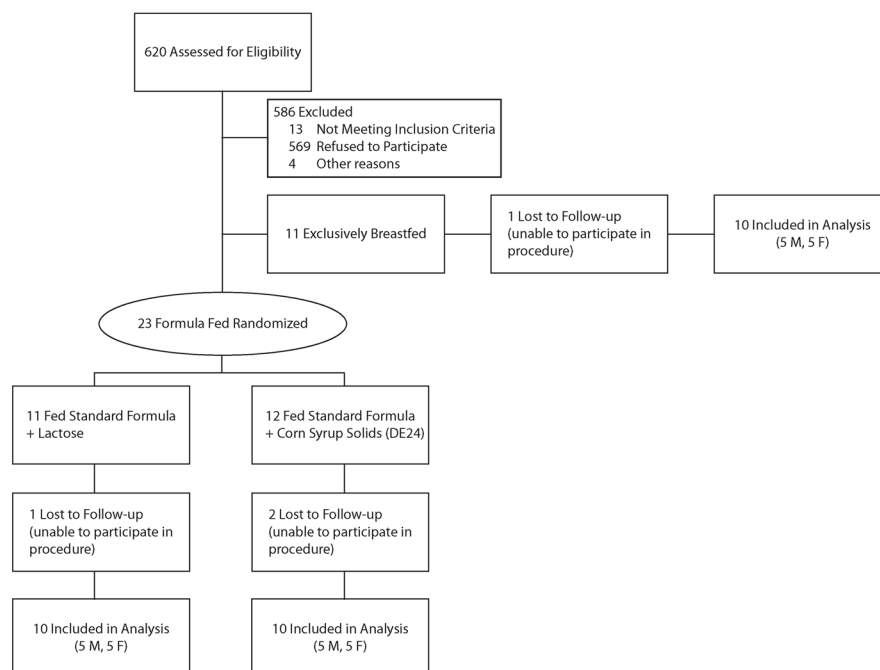 620 Assessed for Eligibility
586 Excluded
13 Not Meeting Inclusion Criteria
569 Refused to Participate
4 Other reasons
11 Exclusively Breastfed
1 Lost to Follow-up
(unable to participate in
procedure)
10 Included in Analysis
(5 M, 5 F)
23 Formula Fed Randomized
11 Fed Standard Formula
+ Lactose
12 Fed Standard Formula
+ Corn Syrup Solids (DE24)
1 Lost to Follow-up
(unable to participate in
procedure)
2 Lost to Follow-up
(unable to participate in
procedure)
10 Included in Analysis
(5 M, 5 F)
10 Included in Analysis
(5 M, 5 F)